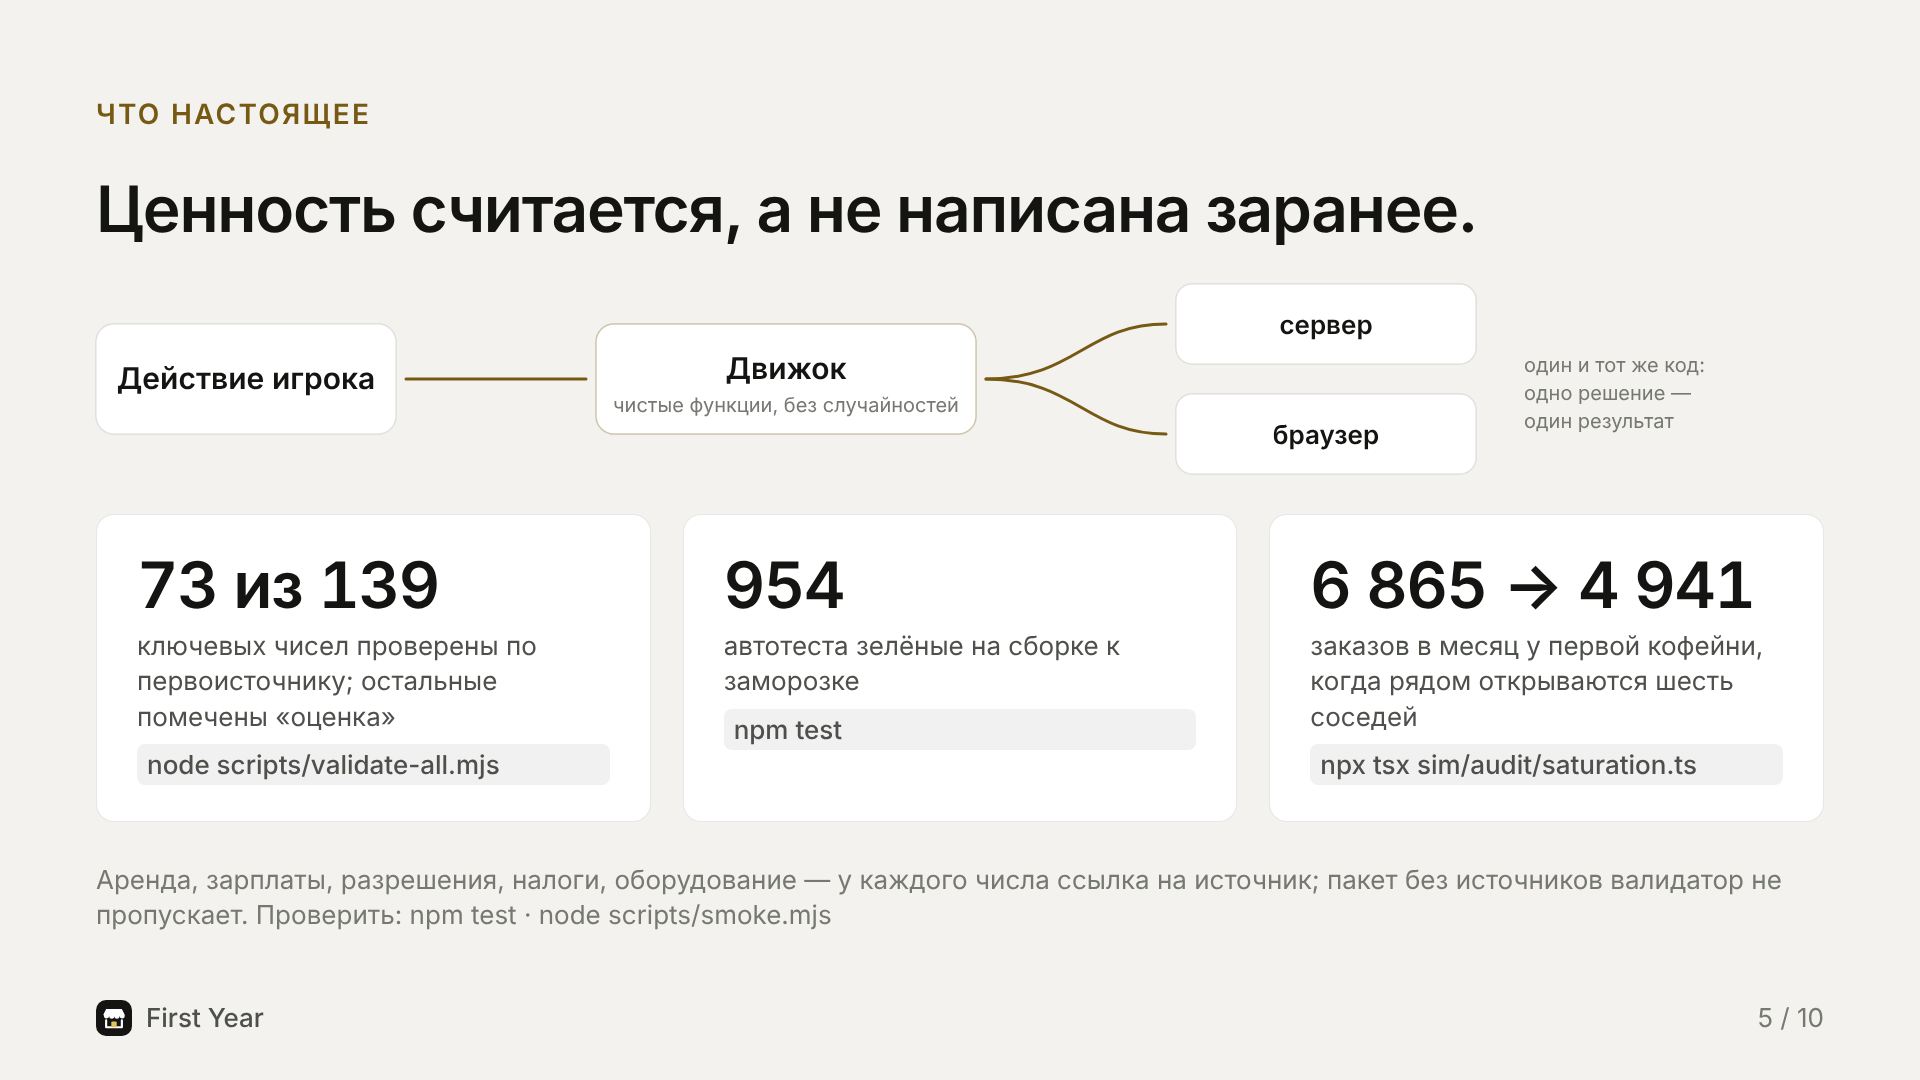 ЧТО НАСТОЯЩЕЕ
Ценность считается, а не написана заранее.
Действие игрока
Движок
чистые функции, без случайностей
сервер
браузер
один и тот же код:
одно решение —
один результат
73 из 139
ключевых чисел проверены по
первоисточнику; остальные
помечены «оценка»
node scripts/validate-all.mjs
954
автотеста зелёные на сборке к
заморозке
npm test
6 865 → 4 941
заказов в месяц у первой кофейни,
когда рядом открываются шесть
соседей
npx tsx sim/audit/saturation.ts
Аренда, зарплаты, разрешения, налоги, оборудование — у каждого числа ссылка на источник; пакет без источников валидатор не
пропускает. Проверить: npm test · node scripts/smoke.mjs
First Year
5 / 10